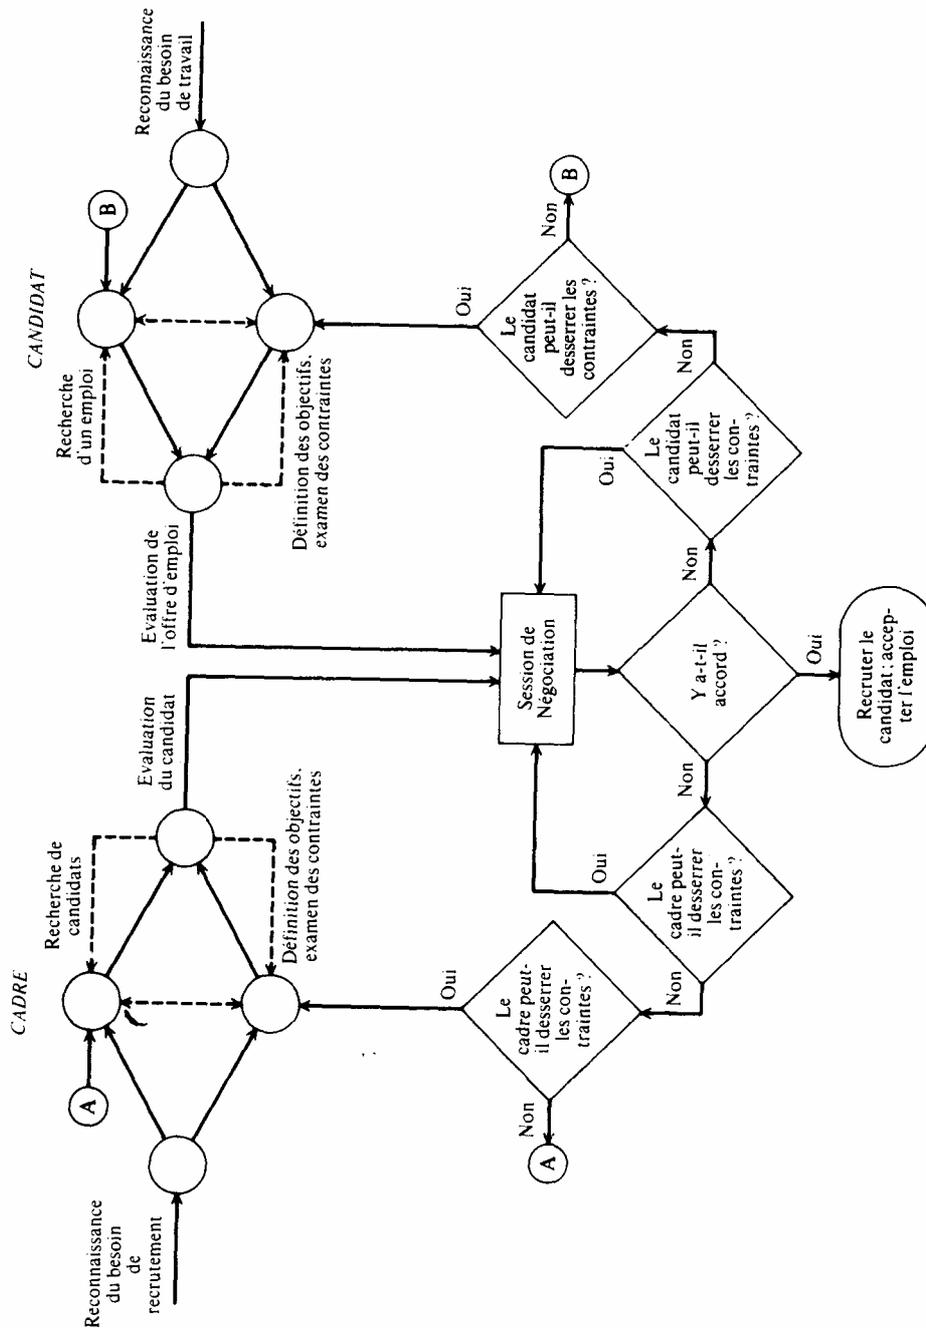 CADRE
CANDIDAT
Reconnaissance
du besoin
de
recrutement
A
Recherche de
candidats
Définition des objectifs,
examen des contraintes
Evaluation
du candidat
Evaluation de
l'offre d'emploi
Recherche
d'un emploi
Définition des objectifs,
examen des contraintes
B
Reconnaissance
du besoin
de travail
Session de
Négociation
Oui
Le
cadre peut-
il desserrer
les con-
traintes ?
Non
A
Non
Oui
Le
cadre peut-
il desserrer
les con-
traintes ?
Non
Y a-t-il
accord ?
Non
Oui
Recruter le
candidat : accep-
ter l'emploi
Oui
Le
candidat
peut-il
desserrer
les con-
traintes ?
Non
Oui
Le
candidat
peut-il
desserrer les
contraintes ?
Non
B